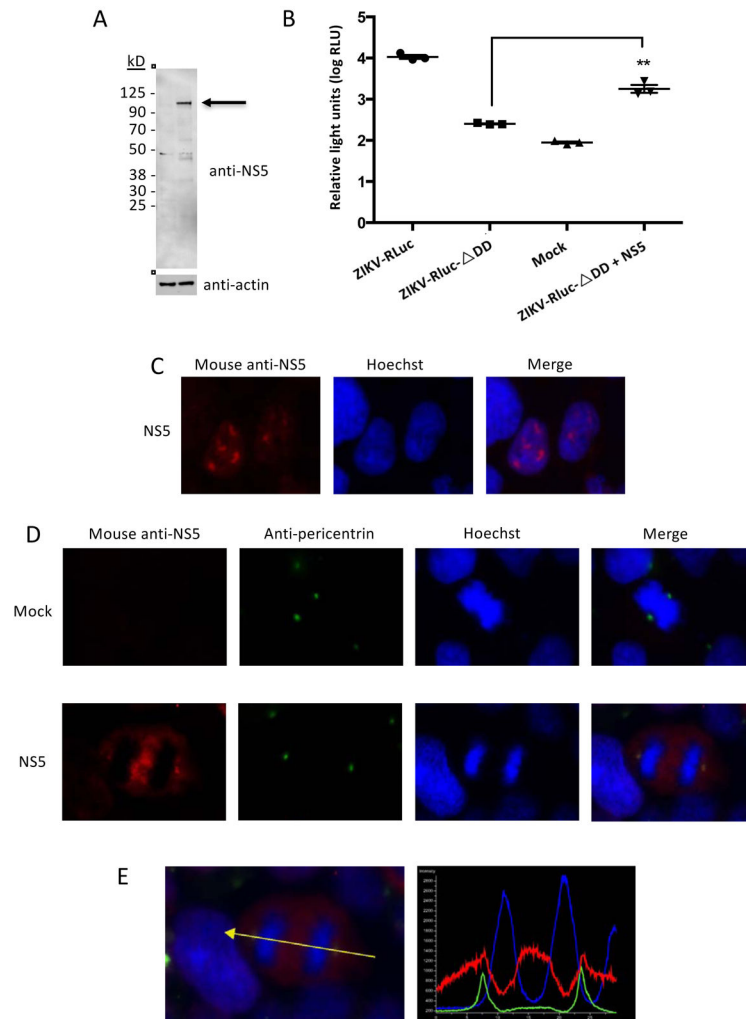 A
kD
125 -
90 -
70 -
50 -
38 -
30 -
25 -
anti-NS5
anti-actin
B
Relative light units (log RLU)
5
4
3
2
1
0
**
ZIKV-RLuc
ZIKV-Rluc-△DD
Mock
ZIKV-Rluc-△DD + NS5
C
Mouse anti-NS5 Hoechst Merge
NS5
D
Mouse anti-NS5 Anti-pericentrin Hoechst Merge
Mock
NS5
E